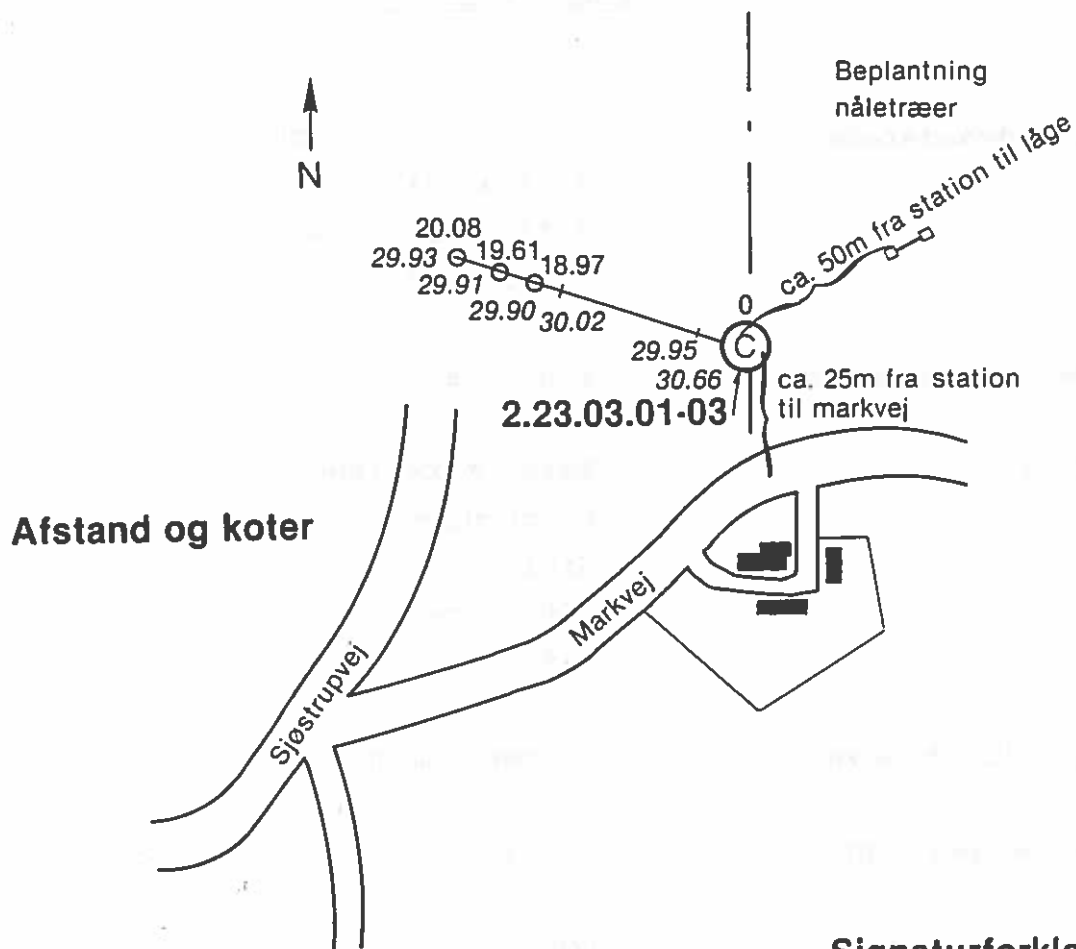 Beplantning
nåletræer
N
ca. 50m fra station til låge
20.08
29.93
19.61
29.91
18.97
29.90
30.02
0
C
29.95
30.66
2.23.03.01-03
ca. 25m fra station
til markvej
Afstand og koter
Markvej
Sjøstrupvej